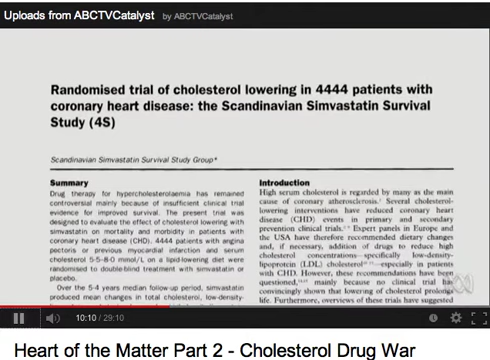 Uploads from ABCTVCatalyst by ABCTVCatalyst
Randomised trial of cholesterol lowering in 4444 patients with
coronary heart disease: the Scandinavian Simvastatin Survival
Study (4S)
Scandinavian Simvastatin Survival Study Group*
Summary
Drug therapy for hypercholesterolaemia has remained
controversial mainly because of insufficient clinical trial
evidence for improved survival. The present trial was
designed to evaluate the effect of cholesterol lowering with
simvastatin on mortality and morbidity in patients with
coronary heart disease (CHD). 4444 patients with angina
pectoris or previous myocardial infarction and serum
cholesterol 5·5-8·0 mmol/L on a lipid-lowering diet were
randomised to double-blind treatment with simvastatin or
placebo.
Over the 5·4 years median follow-up period, simvastatin
produced mean changes in total cholesterol, low-density-
Introduction
High serum cholesterol is regarded by many as the main
cause of coronary atherosclerosis. Several cholesterol-
lowering interventions have reduced coronary heart
disease (CHD) events in primary and secondary
prevention clinical trials. Expert panels in Europe and
the USA have therefore recommended dietary changes
and, if necessary, addition of drugs to reduce high
cholesterol concentrations—specifically low-density-
lipoprotein (LDL) cholesterol—especially in patients
with CHD. However, these recommendations have been
questioned, mainly because no clinical trial has
convincingly shown that lowering of cholesterol prolongs
life. Furthermore, overviews of these trials have suggested
10:10 / 29:10
Heart of the Matter Part 2 - Cholesterol Drug War